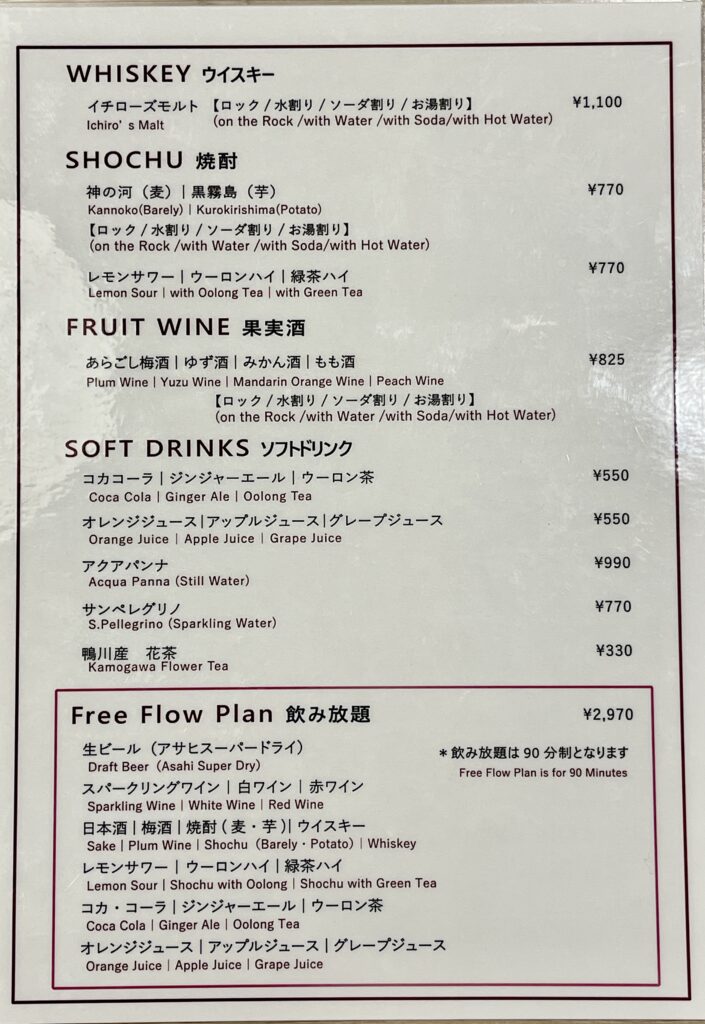 WHISKEY ウイスキー
イチローズモルト 【ロック / 水割り / ソーダ割り / お湯割り】 ¥1,100
Ichiro's Malt (on the Rock /with Water /with Soda/with Hot Water)
SHOCHU 焼酎
神の河（麦）| 黒霧島（芋） ¥770
Kannoko(Barely) | Kurokirishima(Potato)
【ロック / 水割り / ソーダ割り / お湯割り】
(on the Rock /with Water /with Soda/with Hot Water)
レモンサワー | ウーロンハイ | 緑茶ハイ ¥770
Lemon Sour | with Oolong Tea | with Green Tea
FRUIT WINE 果実酒
あらごし梅酒 | ゆず酒 | みかん酒 | もも酒 ¥825
Plum Wine | Yuzu Wine | Mandarin Orange Wine | Peach Wine
【ロック / 水割り / ソーダ割り / お湯割り】
(on the Rock /with Water /with Soda/with Hot Water)
SOFT DRINKS ソフトドリンク
コカコーラ | ジンジャーエール | ウーロン茶 ¥550
Coca Cola | Ginger Ale | Oolong Tea
オレンジジュース | アップルジュース | グレープジュース ¥550
Orange Juice | Apple Juice | Grape Juice
アクアパンナ ¥990
Acqua Panna (Still Water)
サンペレグリノ ¥770
S.Pellegrino (Sparkling Water)
鴨川産 花茶 ¥330
Kamogawa Flower Tea
Free Flow Plan 飲み放題 ¥2,970
生ビール（アサヒスーパードライ） ＊飲み放題は 90 分制となります
Draft Beer（Asahi Super Dry) Free Flow Plan is for 90 Minutes
スパークリングワイン | 白ワイン | 赤ワイン
Sparkling Wine | White Wine | Red Wine
日本酒 | 梅酒 | 焼酎 ( 麦・芋 )| ウイスキー
Sake | Plum Wine | Shochu（Barely・Potato) | Whiskey
レモンサワー | ウーロンハイ | 緑茶ハイ
Lemon Sour | Shochu with Oolong | Shochu with Green Tea
コカ・コーラ | ジンジャーエール | ウーロン茶
Coca Cola | Ginger Ale | Oolong Tea
オレンジジュース | アップルジュース | グレープジュース
Orange Juice | Apple Juice | Grape Juice